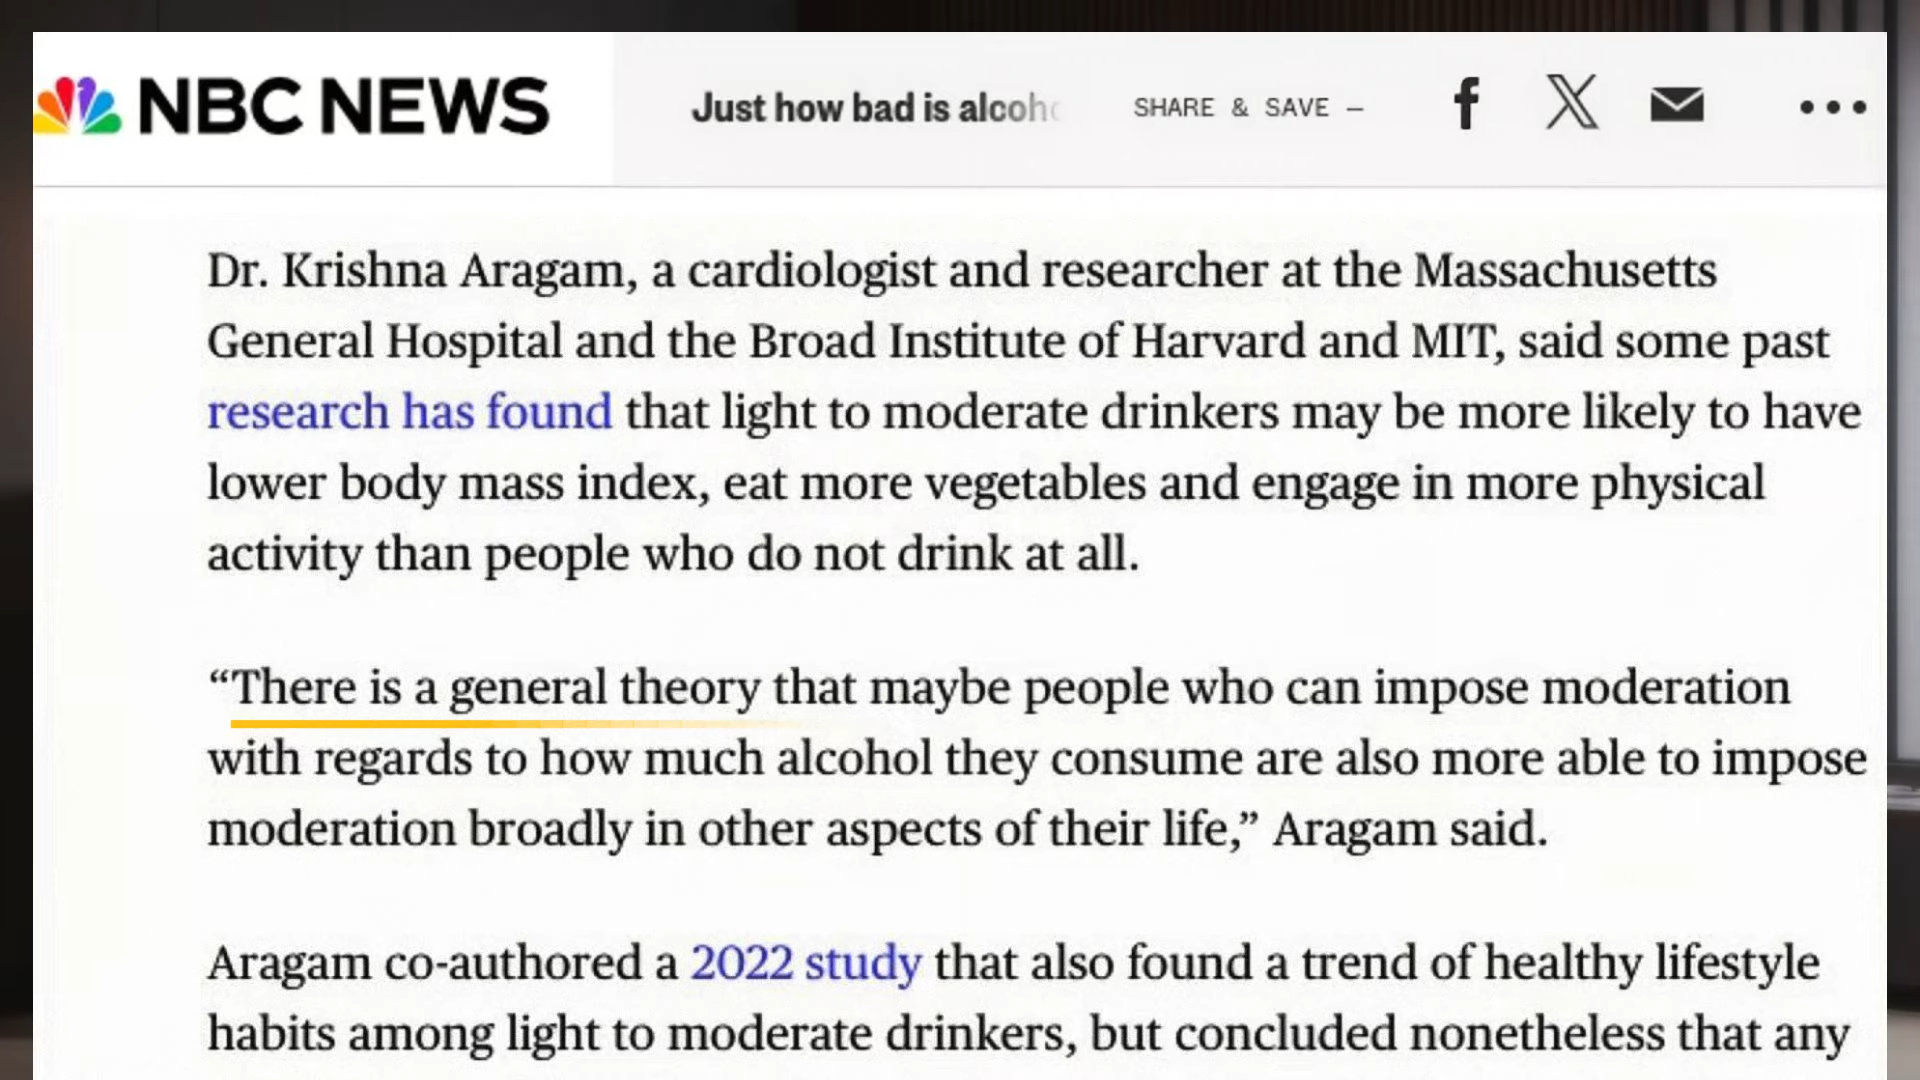 NBC NEWS
Just how bad is alcoho
SHARE & SAVE –
Dr. Krishna Aragam, a cardiologist and researcher at the Massachusetts
General Hospital and the Broad Institute of Harvard and MIT, said some past
research has found that light to moderate drinkers may be more likely to have
lower body mass index, eat more vegetables and engage in more physical
activity than people who do not drink at all.
“There is a general theory that maybe people who can impose moderation
with regards to how much alcohol they consume are also more able to impose
moderation broadly in other aspects of their life,” Aragam said.
Aragam co-authored a 2022 study that also found a trend of healthy lifestyle
habits among light to moderate drinkers, but concluded nonetheless that any